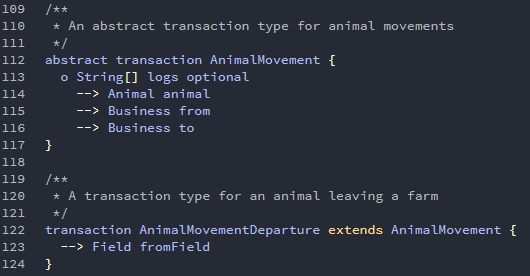 109 /**
110  * An abstract transaction type for animal movements
111  */
112 abstract transaction AnimalMovement {
113   o String[] logs optional
114     --> Animal animal
115     --> Business from
116     --> Business to
117 }
118
119 /**
120  * A transaction type for an animal leaving a farm
121  */
122 transaction AnimalMovementDeparture extends AnimalMovement {
123   --> Field fromField
124 }